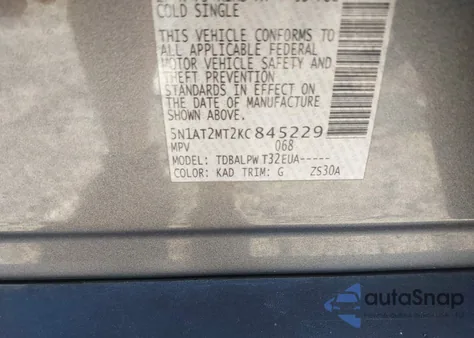 COLD SINGLE
THIS VEHICLE CONFORMS TO
ALL APPLICABLE FEDERAL
MOTOR VEHICLE SAFETY AND
THEFT PREVENTION
STANDARDS IN EFFECT ON
THE DATE OF MANUFACTURE
SHOWN ABOVE.
5N1AT2MT2KC845229
MPV 068
MODEL: TDBALPW T32EUA-----
COLOR: KAD TRIM: G ZS30A
autoSnap